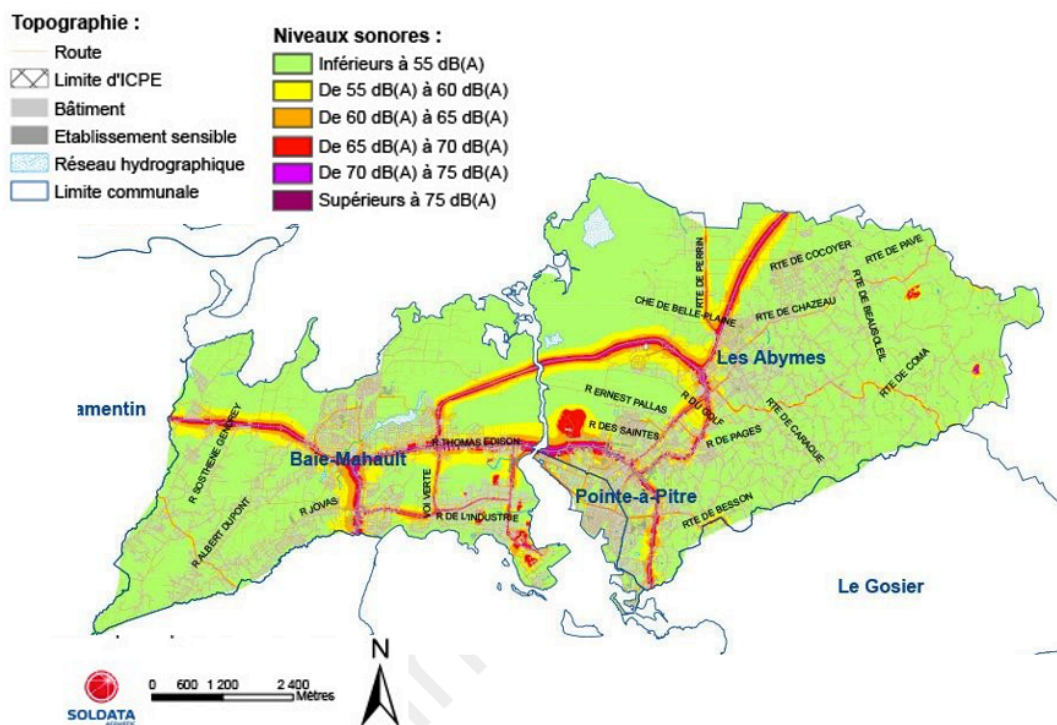 Topographie :
Route
Limite d'ICPE
Bâtiment
Etablissement sensible
Réseau hydrographique
Limite communale
Niveaux sonores :
Inférieurs à 55 dB(A)
De 55 dB(A) à 60 dB(A)
De 60 dB(A) à 65 dB(A)
De 65 dB(A) à 70 dB(A)
De 70 dB(A) à 75 dB(A)
Supérieurs à 75 dB(A)
RTE DE PERRIN
RTE DE COCOYER
RTE DE PAVE
CHE DE BELLE-PLAINE
RTE DE CHAZEAU
RTE DE BEAUSOLEIL
Les Abymes
RTE DE COMA
amentin
R SOSTHENE GENDREY
R ERNEST PALLAS
R DU GOLF
R DES SAINTES
R DE PAGES
RTE DE CARAQUE
R THOMAS EDISON
Baie-Mahault
VOI VERTE
Pointe-à-Pitre
R JOVAS
R DE L'INDUSTRIE
RTE DE BESSON
R ALBERT DUPONT
Le Gosier
N
0 600 1 200 2 400
Mètres
SOLDATA